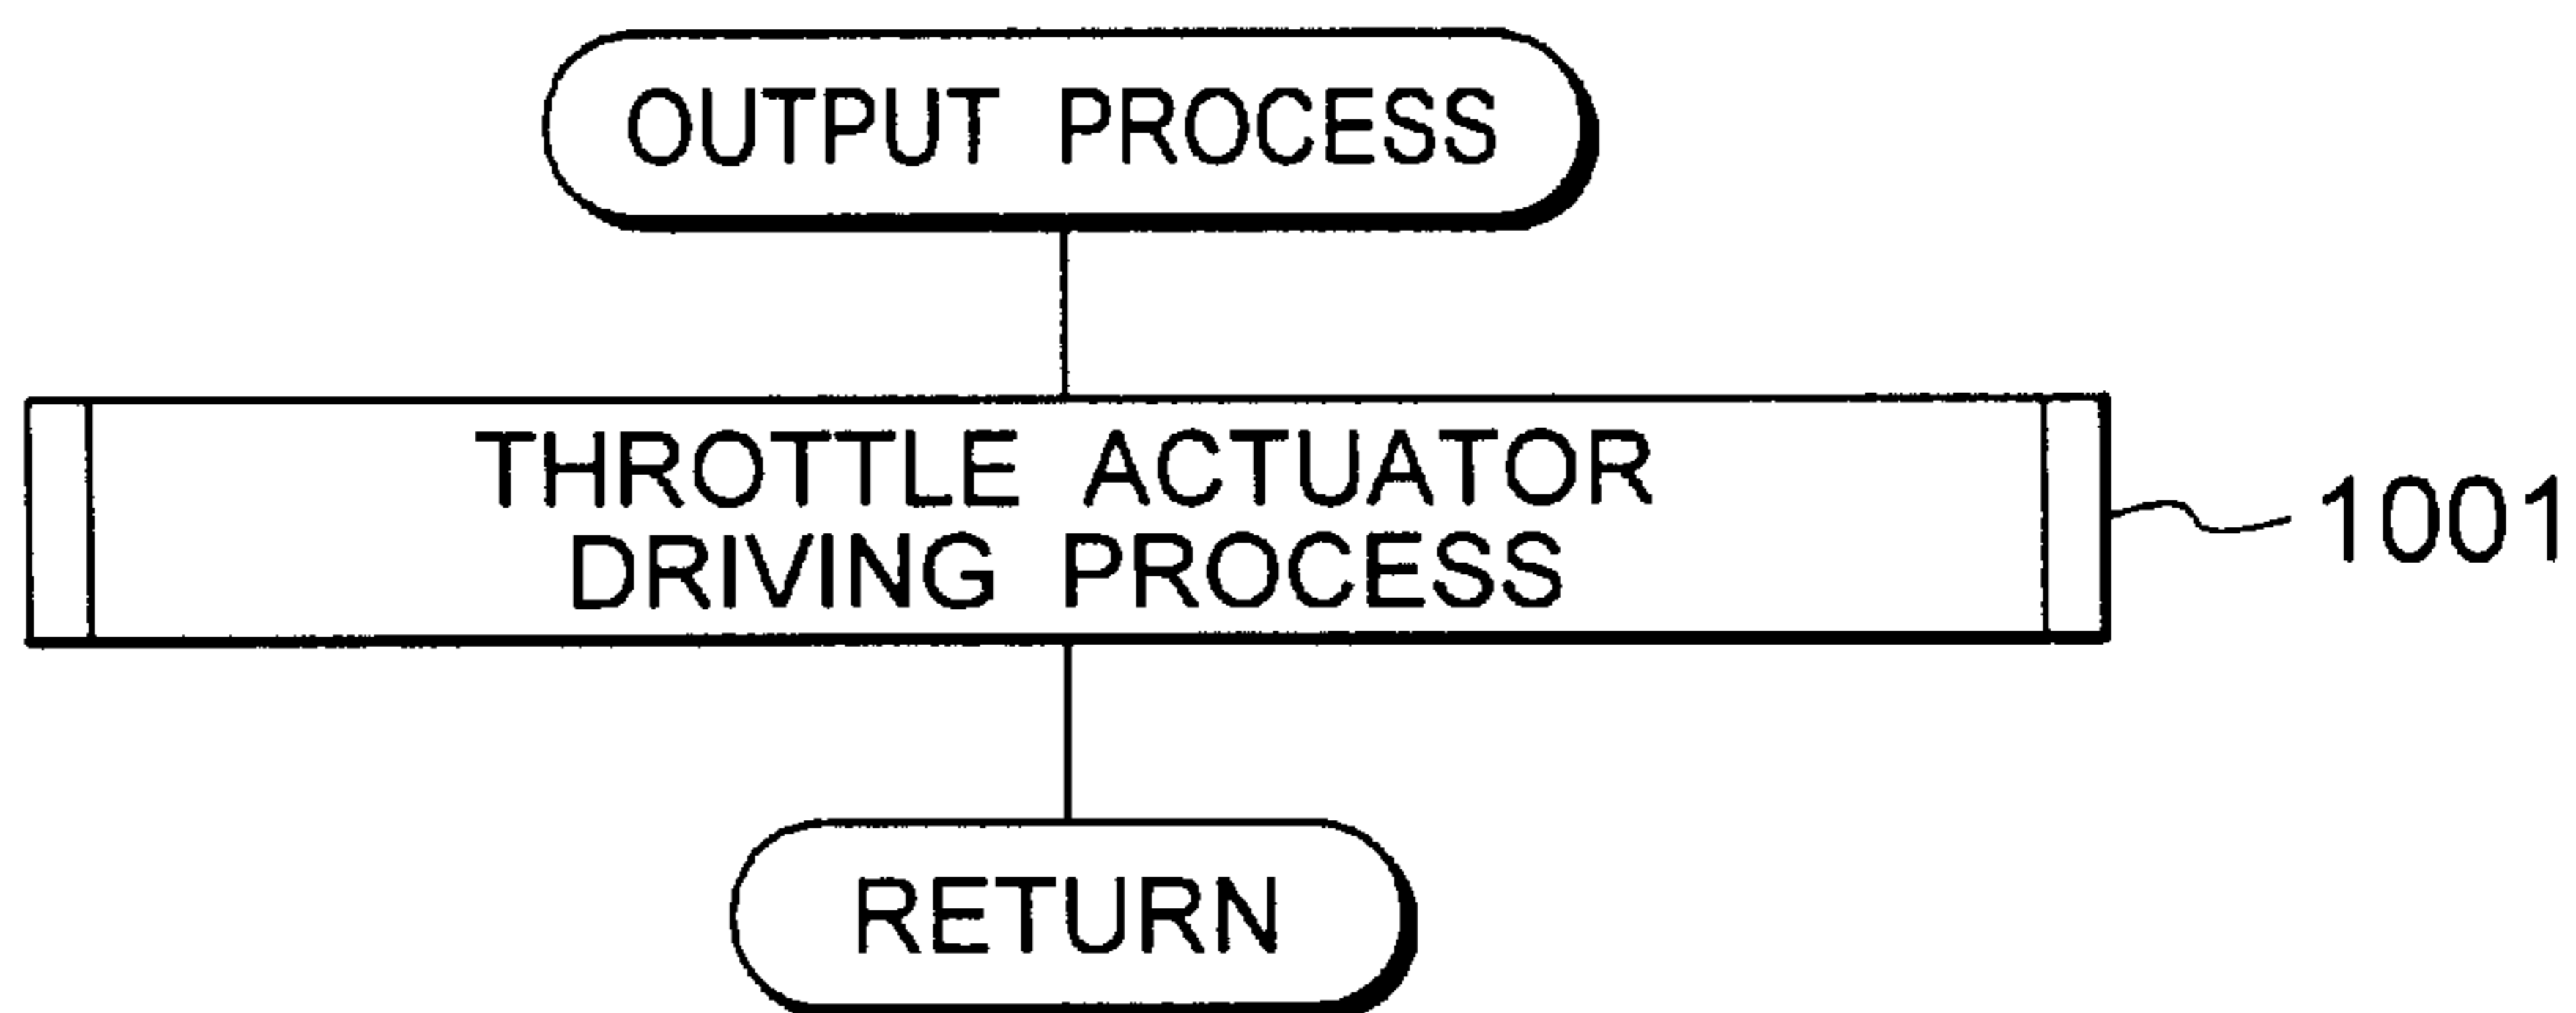 OUTPUT PROCESS
THROTTLE ACTUATOR
DRIVING PROCESS
1001
RETURN